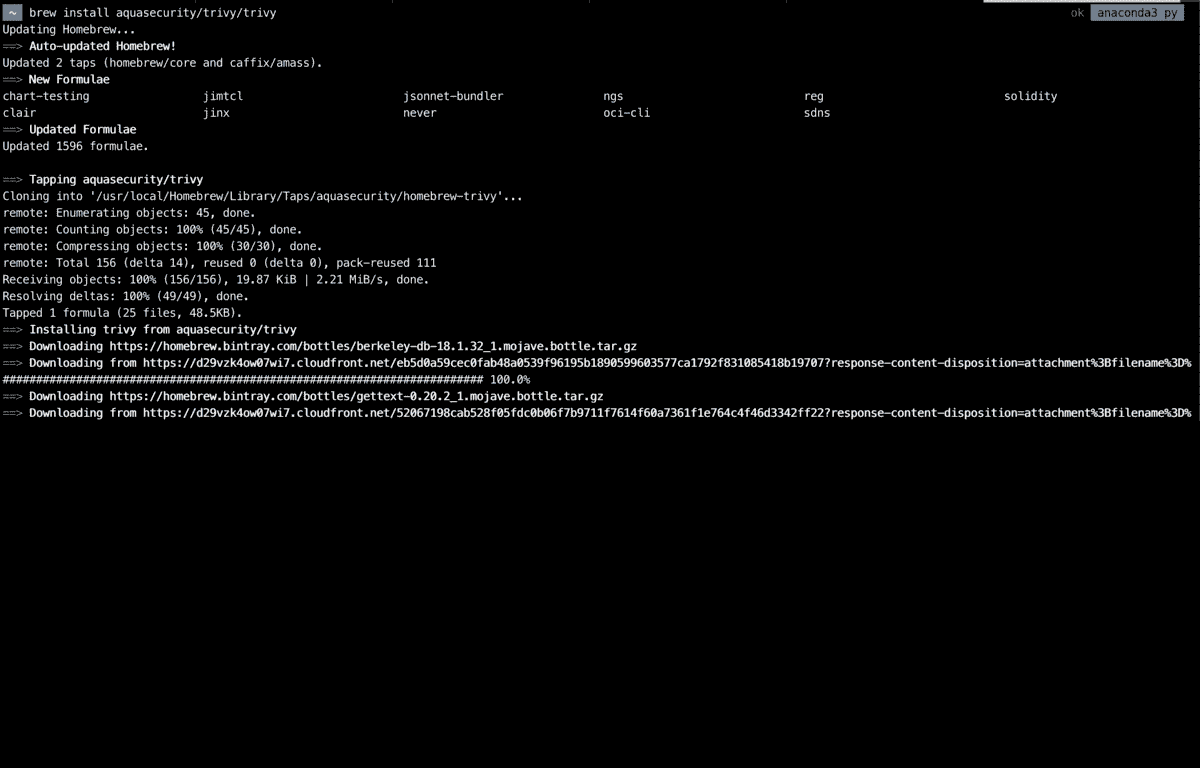 ~ brew install aquasecurity/trivy/trivy ok anaconda3 py
Updating Homebrew...
==> Auto-updated Homebrew!
Updated 2 taps (homebrew/core and caffix/amass).
==> New Formulae
chart-testing jimtcl jsonnet-bundler ngs reg solidity
clair jinx never oci-cli sdns
==> Updated Formulae
Updated 1596 formulae.
==> Tapping aquasecurity/trivy
Cloning into '/usr/local/Homebrew/Library/Taps/aquasecurity/homebrew-trivy'...
remote: Enumerating objects: 45, done.
remote: Counting objects: 100% (45/45), done.
remote: Compressing objects: 100% (30/30), done.
remote: Total 156 (delta 14), reused 0 (delta 0), pack-reused 111
Receiving objects: 100% (156/156), 19.87 KiB | 2.21 MiB/s, done.
Resolving deltas: 100% (49/49), done.
Tapped 1 formula (25 files, 48.5KB).
==> Installing trivy from aquasecurity/trivy
==> Downloading https://homebrew.bintray.com/bottles/berkeley-db-18.1.32_1.mojave.bottle.tar.gz
==> Downloading from https://d29vzk4ow07wi7.cloudfront.net/eb5d0a59cec0fab48a0539f96195b1890599603577ca1792f831085418b19707?response-content-disposition=attachment%3Bfilename%3D%
######################################################################## 100.0%
==> Downloading https://homebrew.bintray.com/bottles/gettext-0.20.2_1.mojave.bottle.tar.gz
==> Downloading from https://d29vzk4ow07wi7.cloudfront.net/52067198cab528f05fdc0b06f7b9711f7614f60a7361f1e764c4f46d3342ff22?response-content-disposition=attachment%3Bfilename%3D%